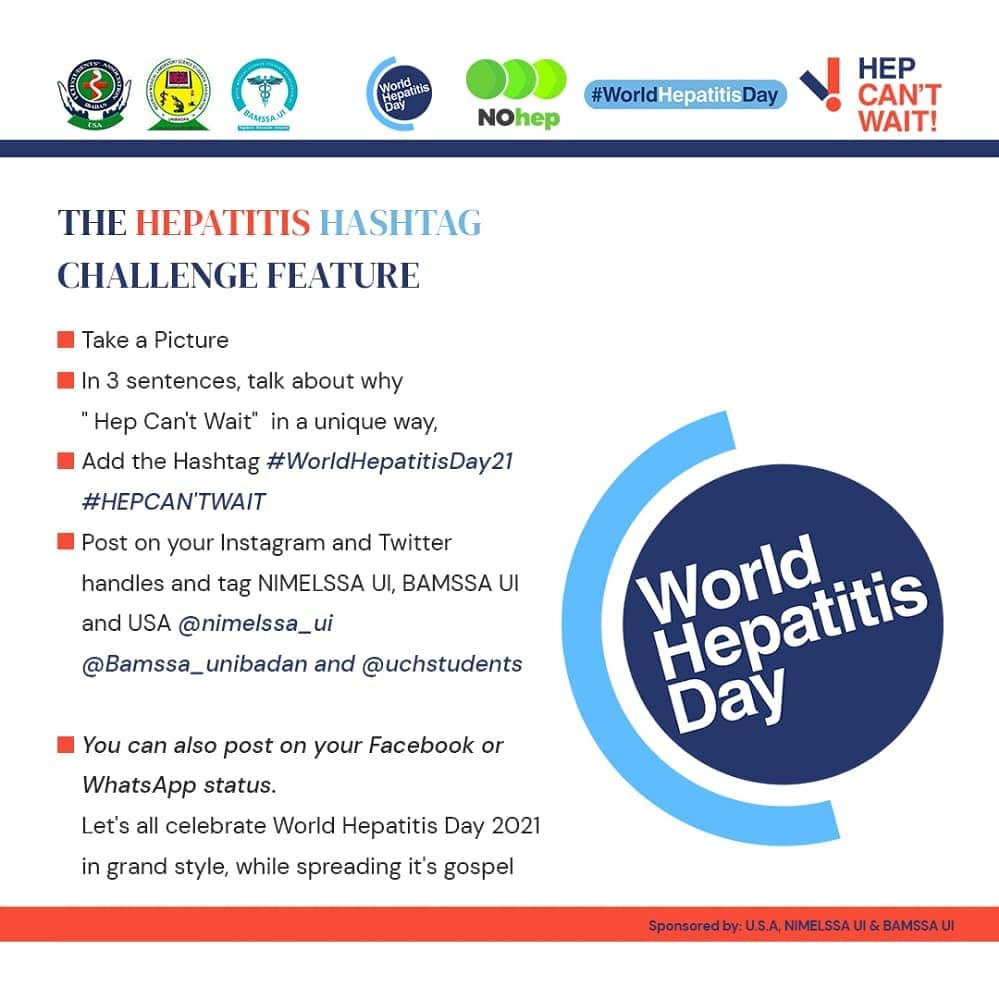 IBADAN
USA
BAMSSA.UI
World
Hepatitis
Day
NOhep
#WorldHepatitisDay
HEP
CAN'T
WAIT!
THE HEPATITIS HASHTAG
CHALLENGE FEATURE
Take a Picture
In 3 sentences, talk about why
" Hep Can't Wait" in a unique way,
Add the Hashtag #WorldHepatitisDay21
#HEPCAN'TWAIT
Post on your Instagram and Twitter
handles and tag NIMELSSA UI, BAMSSA UI
and USA @nimelssa_ui
@Bamssa_unibadan and @uchstudents
You can also post on your Facebook or
WhatsApp status.
Let's all celebrate World Hepatitis Day 2021
in grand style, while spreading it's gospel
World
Hepatitis
Day
Sponsored by: U.S.A, NIMELSSA UI & BAMSSA UI